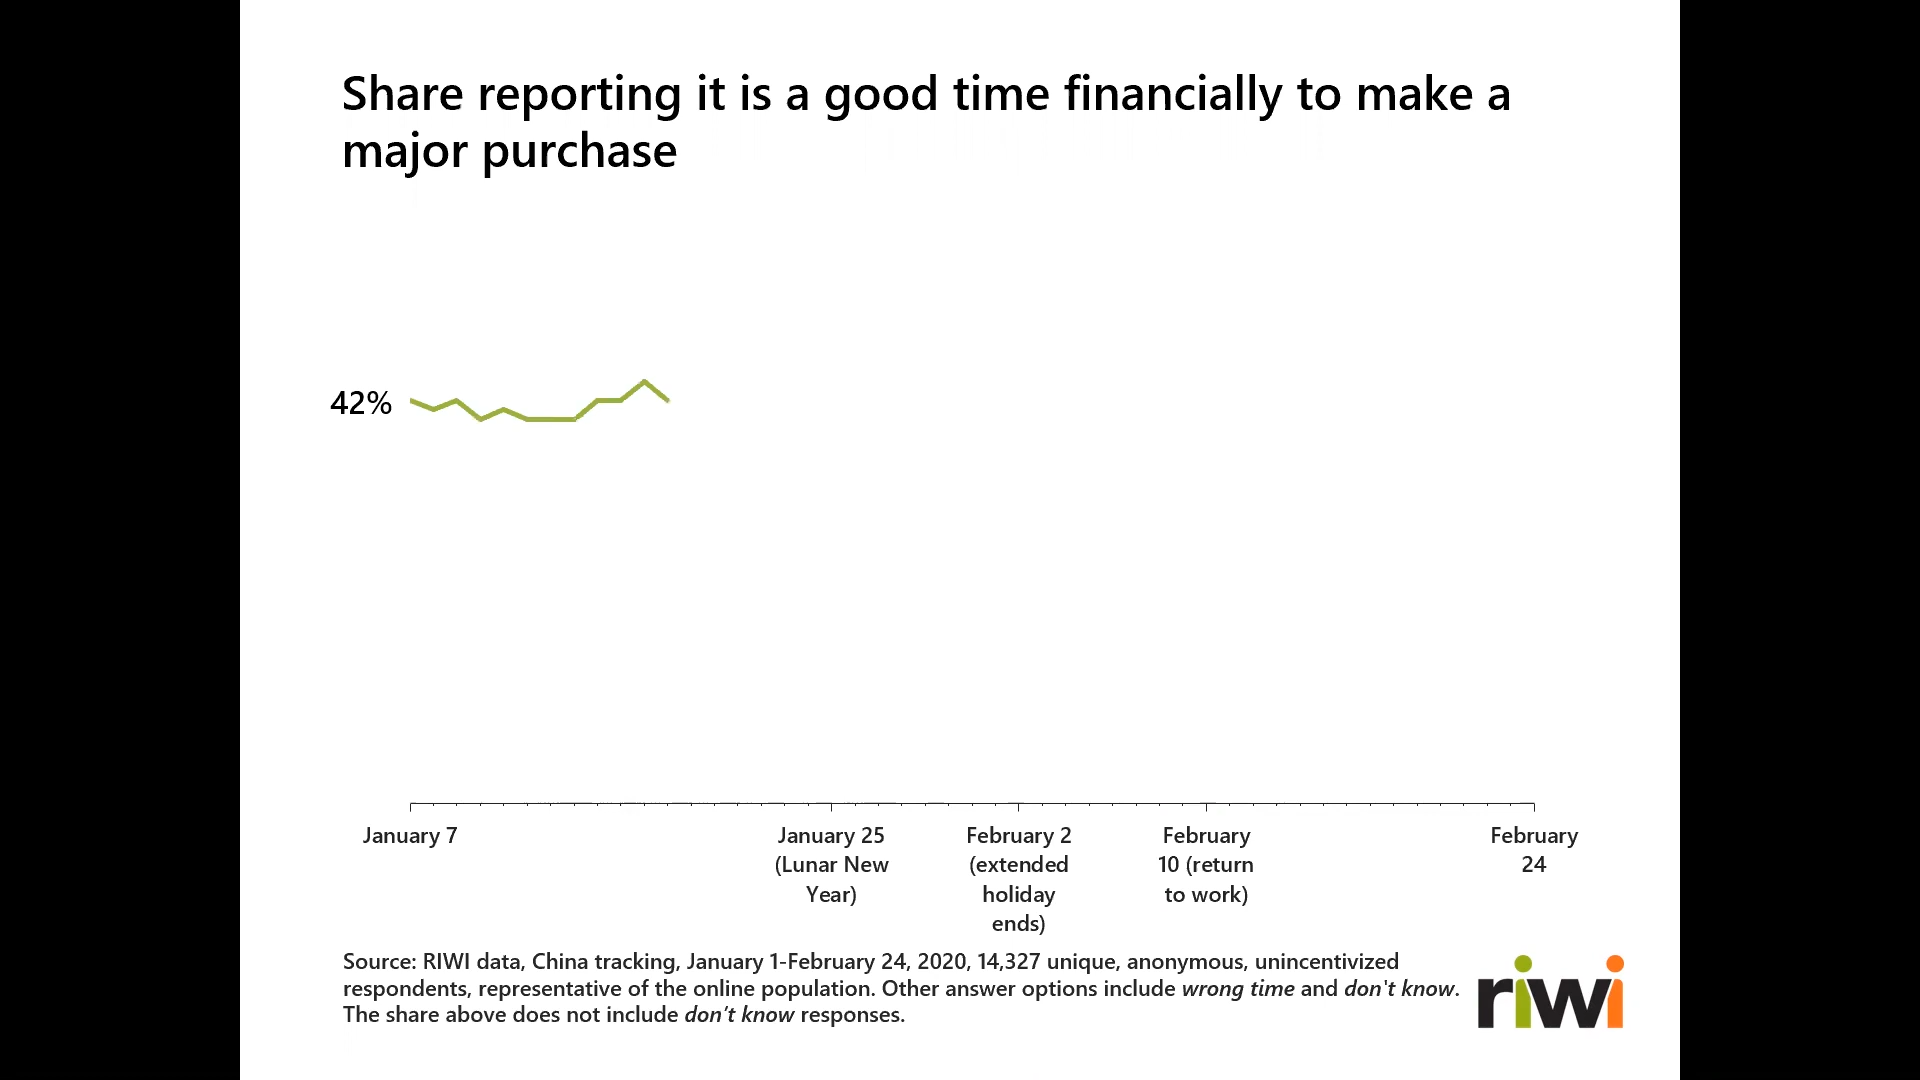 Share reporting it is a good time financially to make a
major purchase
42%
January 7
January 25
(Lunar New
Year)
February 2
(extended
holiday
ends)
February
10 (return
to work)
February
24
Source: RIWI data, China tracking, January 1-February 24, 2020, 14,327 unique, anonymous, unincentivized
respondents, representative of the online population. Other answer options include wrong time and don't know.
The share above does not include don’t know responses.
riwi